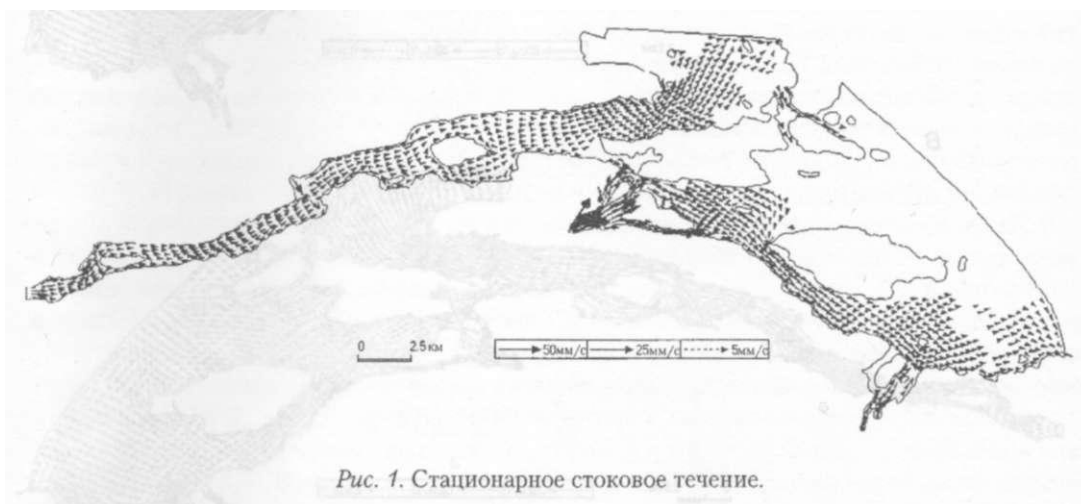 0 2.5 км
50мм/с 25мм/с 5мм/с
Рис. 1. Стационарное стоковое течение.